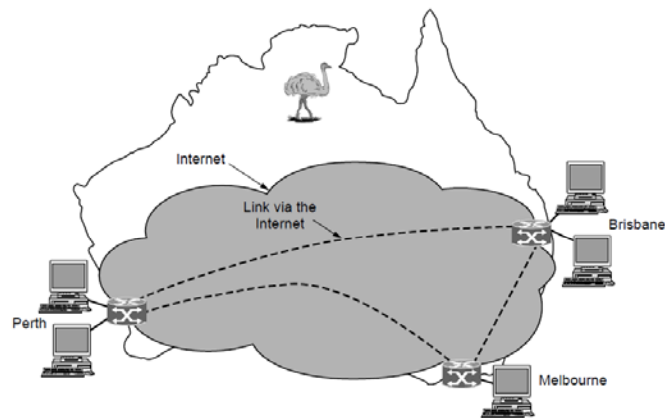 Internet
Link via the
Internet
Brisbane
Perth
Melbourne